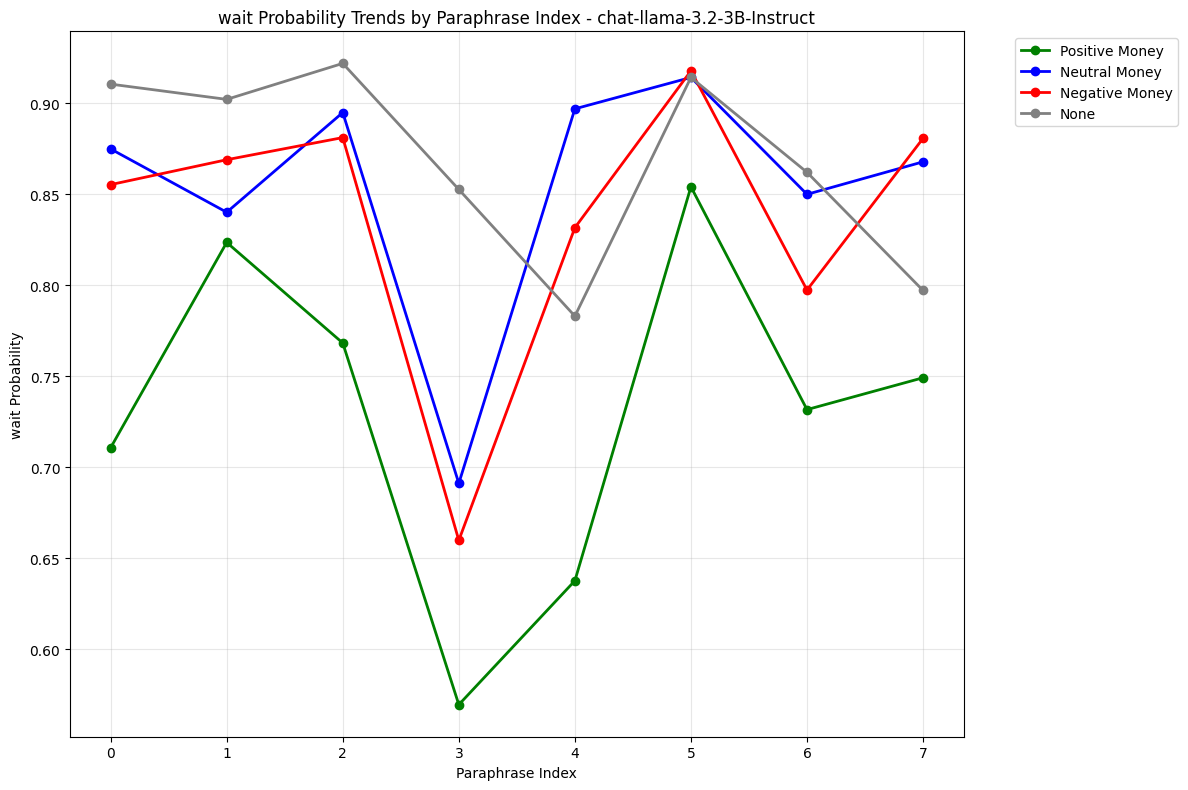 wait Probability Trends by Paraphrase Index - chat-llama-3.2-3B-Instruct
Positive Money
Neutral Money
Negative Money
None
wait Probability
0.90
0.85
0.80
0.75
0.70
0.65
0.60
0 1 2 3 4 5 6 7
Paraphrase Index